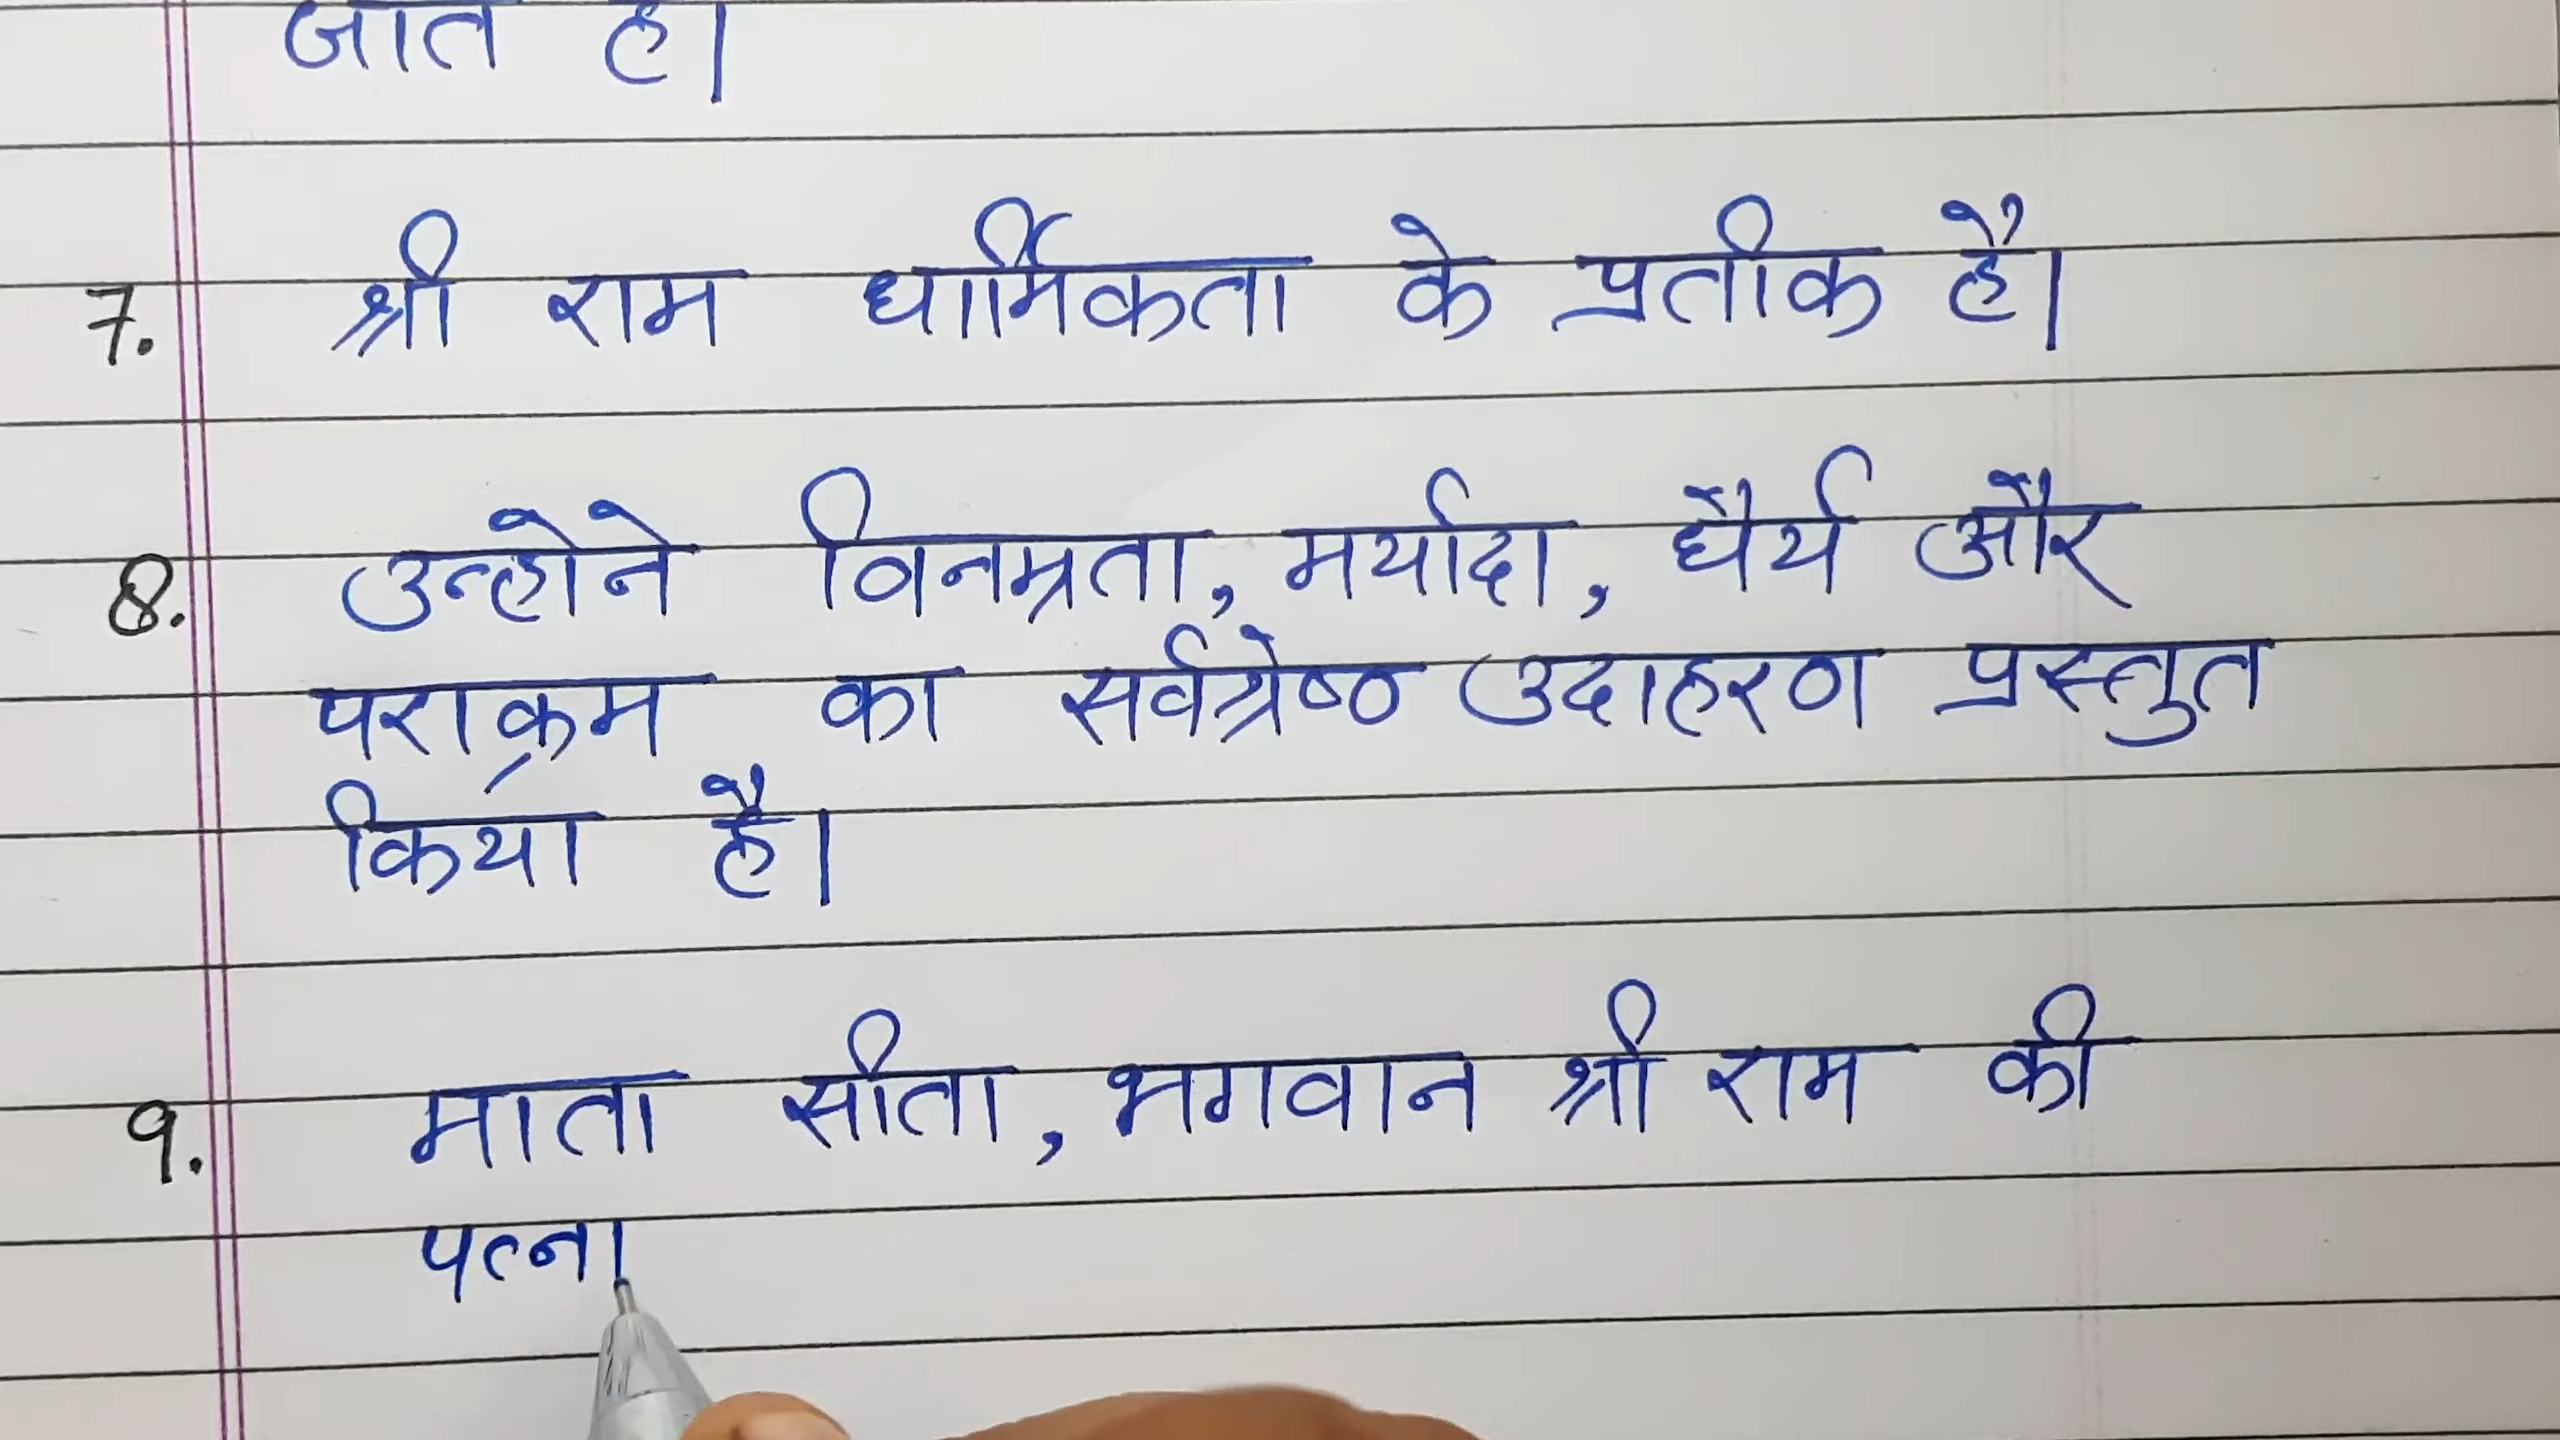 जाते हैं।
7. श्री राम धार्मिकता के प्रतीक है।
8. उन्होने विनम्रता, मर्यादा, धैर्य और
पराक्रम का सर्वश्रेष्ठ उदाहरण प्रस्तुत
किया है।
9. माता सीता, भगवान श्री राम की
पत्ना